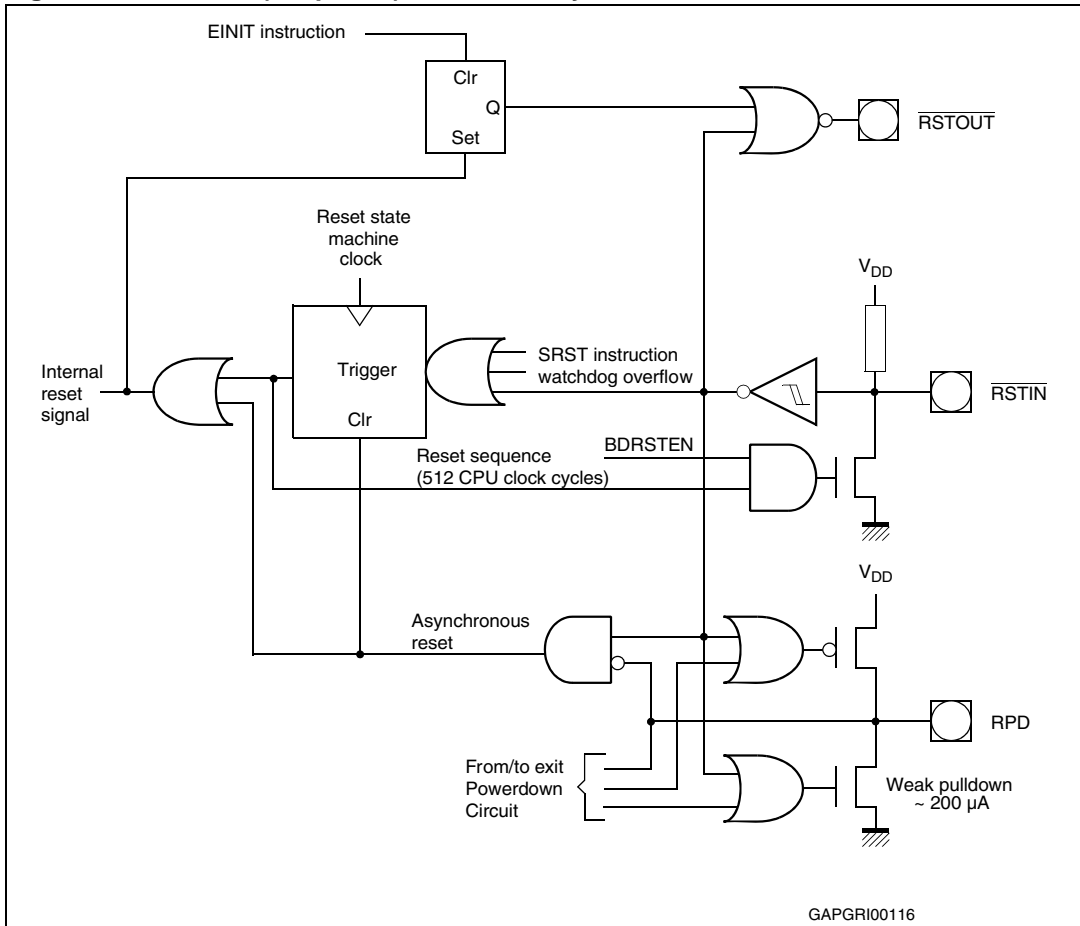 EINIT instruction
Clr
Q
Set
RSTOUT
Reset state
machine
clock
VDD
Internal
reset
signal
Trigger
SRST instruction
watchdog overflow
RSTIN
Clr
BDRSTEN
Reset sequence
(512 CPU clock cycles)
VDD
Asynchronous
reset
RPD
From/to exit
Powerdown
Circuit
Weak pulldown
~ 200 µA
GAPGRI00116